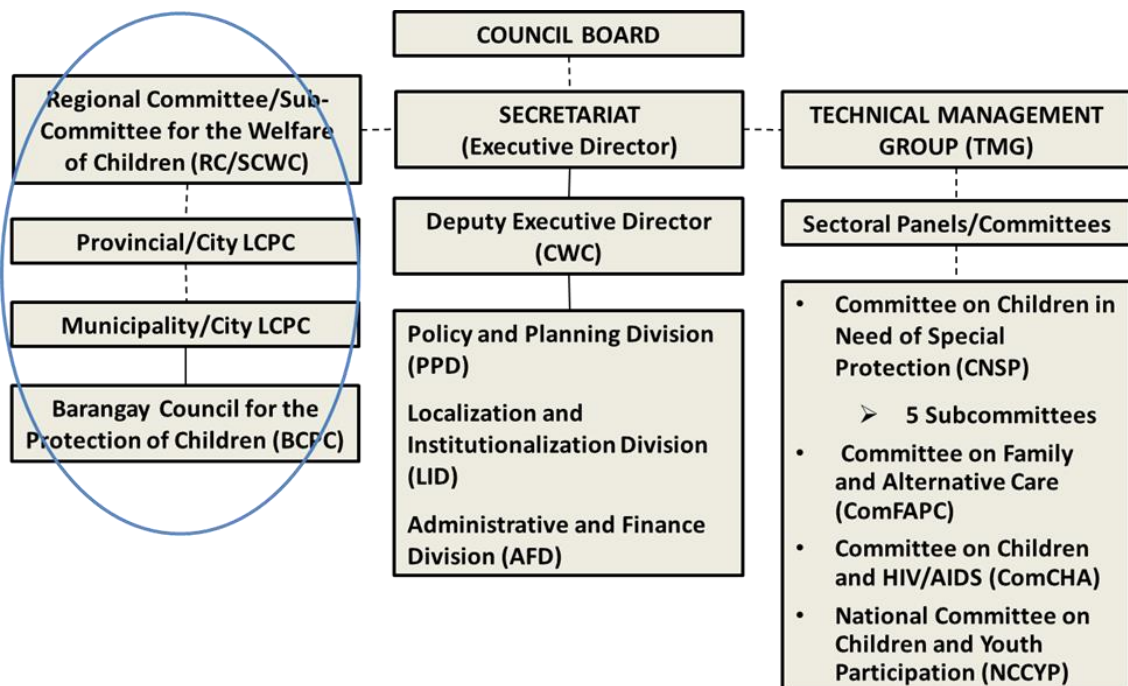 COUNCIL BOARD
Regional Committee/Sub-
Committee for the Welfare
of Children (RC/SCWC)
SECRETARIAT
(Executive Director)
TECHNICAL MANAGEMENT
GROUP (TMG)
Provincial/City LCPC
Deputy Executive Director
(CWC)
Sectoral Panels/Committees
Municipality/City LCPC
Barangay Council for the
Protection of Children (BCPC)
Policy and Planning Division
(PPD)
Localization and
Institutionalization Division
(LID)
Administrative and Finance
Division (AFD)
• Committee on Children in
Need of Special
Protection (CNSP)
➢ 5 Subcommittees
• Committee on Family
and Alternative Care
(ComFAPC)
• Committee on Children
and HIV/AIDS (ComCHA)
• National Committee on
Children and Youth
Participation (NCCYP)